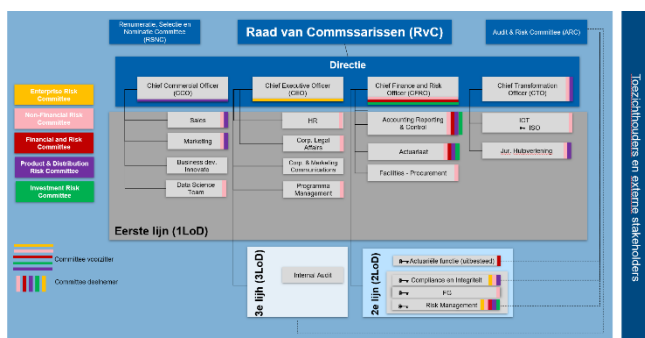 Renumeratie, Selectie en
Nominatie Committee
(RSNC)
Raad van Commssarissen (RvC)
Audit & Risk Committee (ARC)
Directie
Chief Commercial Officer
(CCO)
Chief Executive Officer
(CEO)
Chief Finance and Risk
Officer (CFRO)
Chief Transformation
Officer (CTO)
Enterprise Risk
Committee
Non-Financial Risk
Committee
Financial and Risk
Committee
Product & Distribution
Risk Committee
Investment Risk
Committee
Sales
Marketing
Business dev.
Innovatie
Data Science
Team
HR
Corp. Legal
Affairs
Corp. & Marketing
Communications
Programma
Management
Accounting Reporting
& Control
Actuariaat
Facilities - Procurement
ICT
ISO
Jur. Hulpverlening
Eerste lijn (1LoD)
Committee voorzitter
Committee deelnemer
3e lijn (3LoD)
Internal Audit
2e lijn (2LoD)
Actuariële functie (uitbesteed)
Compliance en Integriteit
FG
Risk Management
Toezichthouders en externe stakeholders